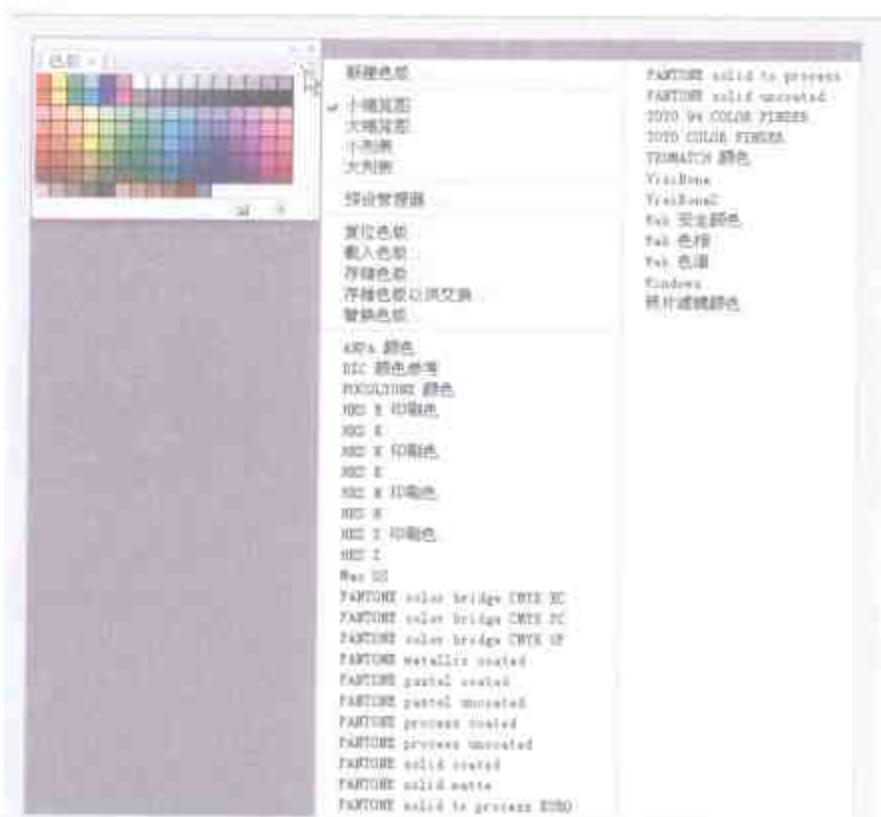 色板 ×
新建色板
小缩览图
大缩览图
小列表
大列表
预设管理器
复位色板
载入色板
存储色板
存储色板以供交换
替换色板
ANPA 颜色
DIC 颜色参考
FOCOLTONE 颜色
HKS E 印刷色
HKS E
HKS K 印刷色
HKS K
HKS N 印刷色
HKS N
HKS Z 印刷色
HKS Z
Mac OS
PANTONE color bridge CMYK EC
PANTONE color bridge CMYK PC
PANTONE color bridge CMYK UP
PANTONE metallic coated
PANTONE pastel coated
PANTONE pastel uncoated
PANTONE process coated
PANTONE process uncoated
PANTONE solid coated
PANTONE solid matte
PANTONE solid to process EURO
PANTONE solid to process
PANTONE solid uncoated
TOYO 94 COLOR FINDER
TOYO COLOR FINDER
TRUMATCH 颜色
VisiBone
VisiBone2
Web 安全颜色
Web 色相
Web 色谱
Windows
照片滤镜颜色